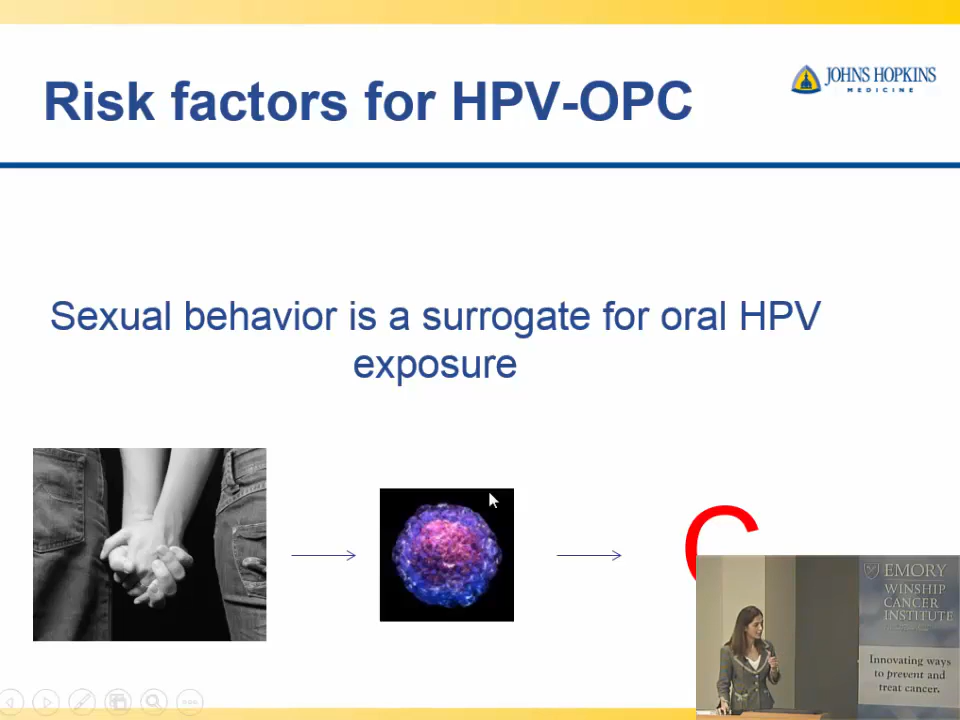 Risk factors for HPV-OPC
JOHNS HOPKINS
MEDICINE
Sexual behavior is a surrogate for oral HPV
exposure
C
EMORY
WINSHIP
CANCER
INSTITUTE
Innovating ways
to prevent and
treat cancer.